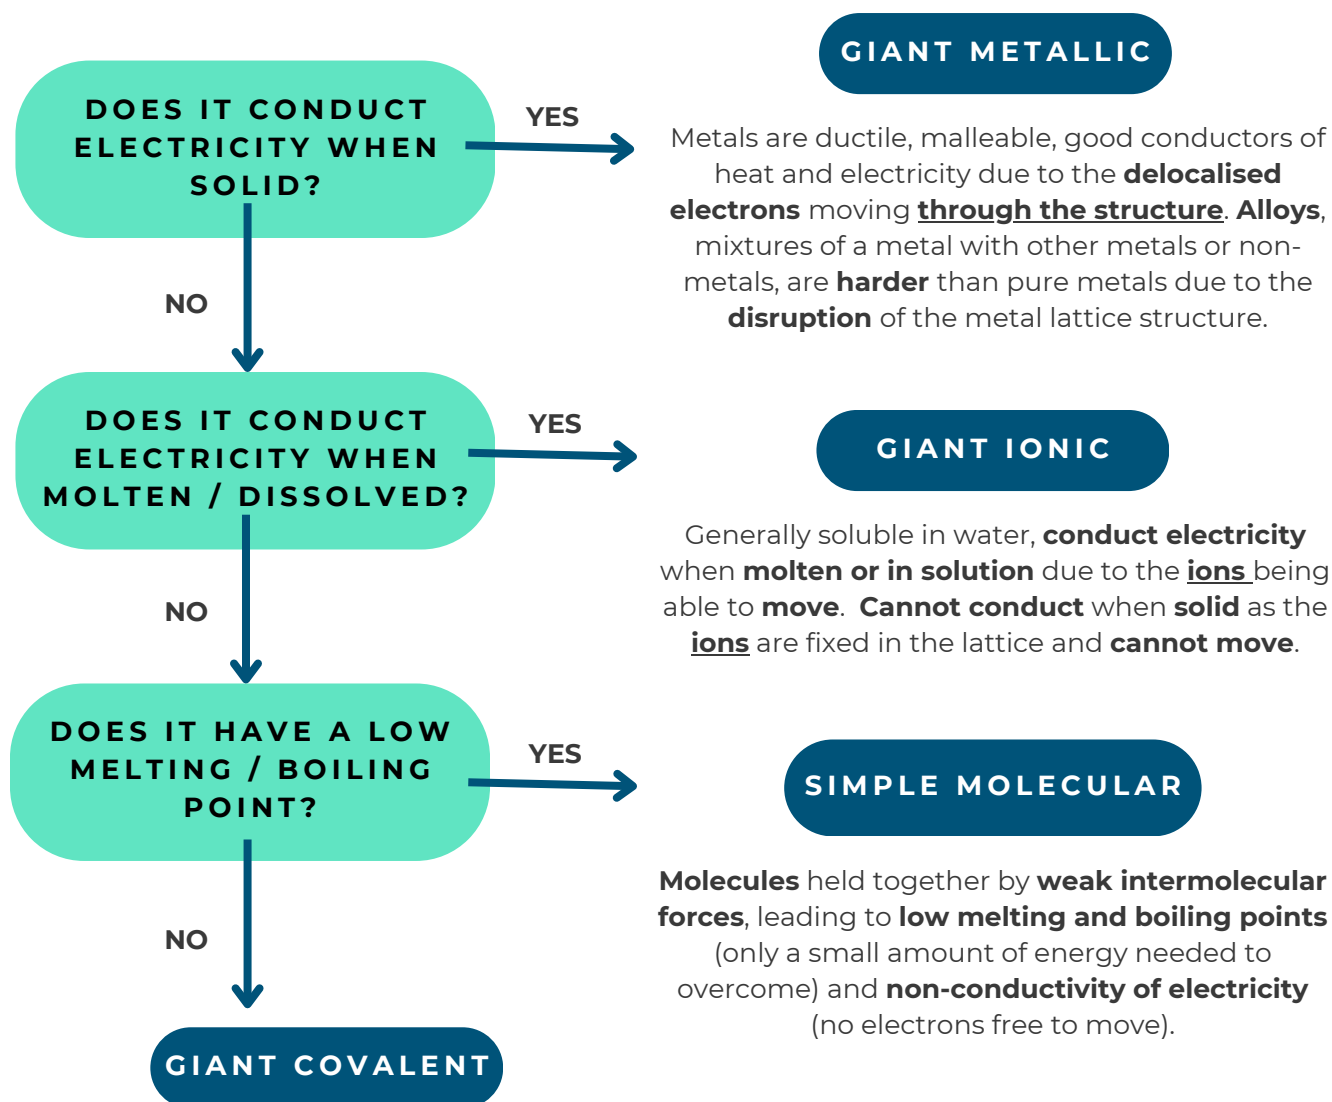 DOES IT CONDUCT
ELECTRICITY WHEN
SOLID?
YES
GIANT METALLIC
Metals are ductile, malleable, good conductors of
heat and electricity due to the delocalised
electrons moving through the structure. Alloys,
mixtures of a metal with other metals or non-
metals, are harder than pure metals due to the
disruption of the metal lattice structure.
NO
DOES IT CONDUCT
ELECTRICITY WHEN
MOLTEN / DISSOLVED?
YES
GIANT IONIC
Generally soluble in water, conduct electricity
when molten or in solution due to the ions being
able to move.  Cannot conduct when solid as the
ions are fixed in the lattice and cannot move.
NO
DOES IT HAVE A LOW
MELTING / BOILING
POINT?
YES
SIMPLE MOLECULAR
Molecules held together by weak intermolecular
forces, leading to low melting and boiling points
(only a small amount of energy needed to
overcome) and non-conductivity of electricity
(no electrons free to move).
NO
GIANT COVALENT